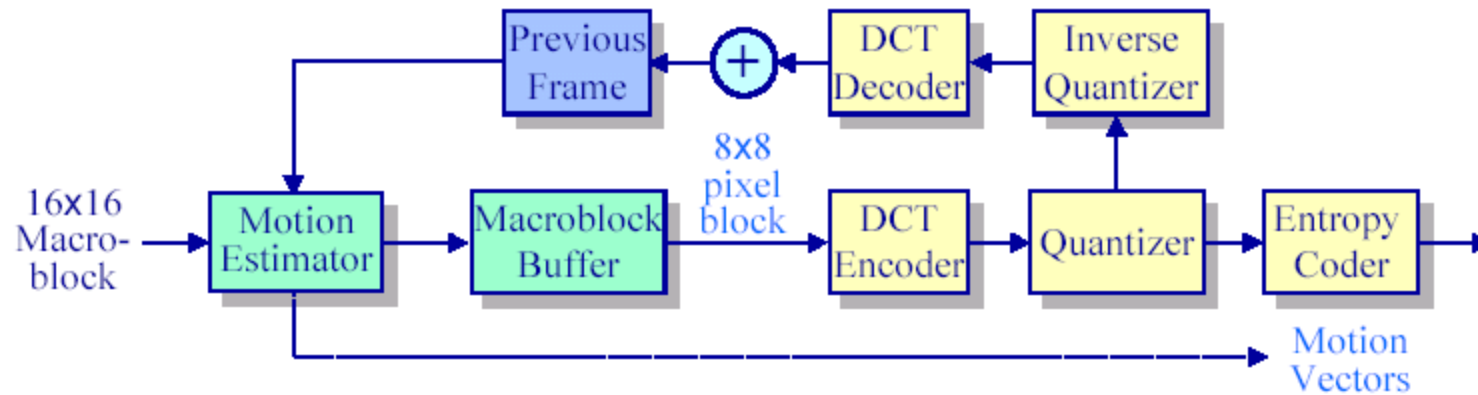 Previous
Frame
+
DCT
Decoder
Inverse
Quantizer
16x16
Macro-
block
Motion
Estimator
Macroblock
Buffer
8x8
pixel
block
DCT
Encoder
Quantizer
Entropy
Coder
Motion
Vectors